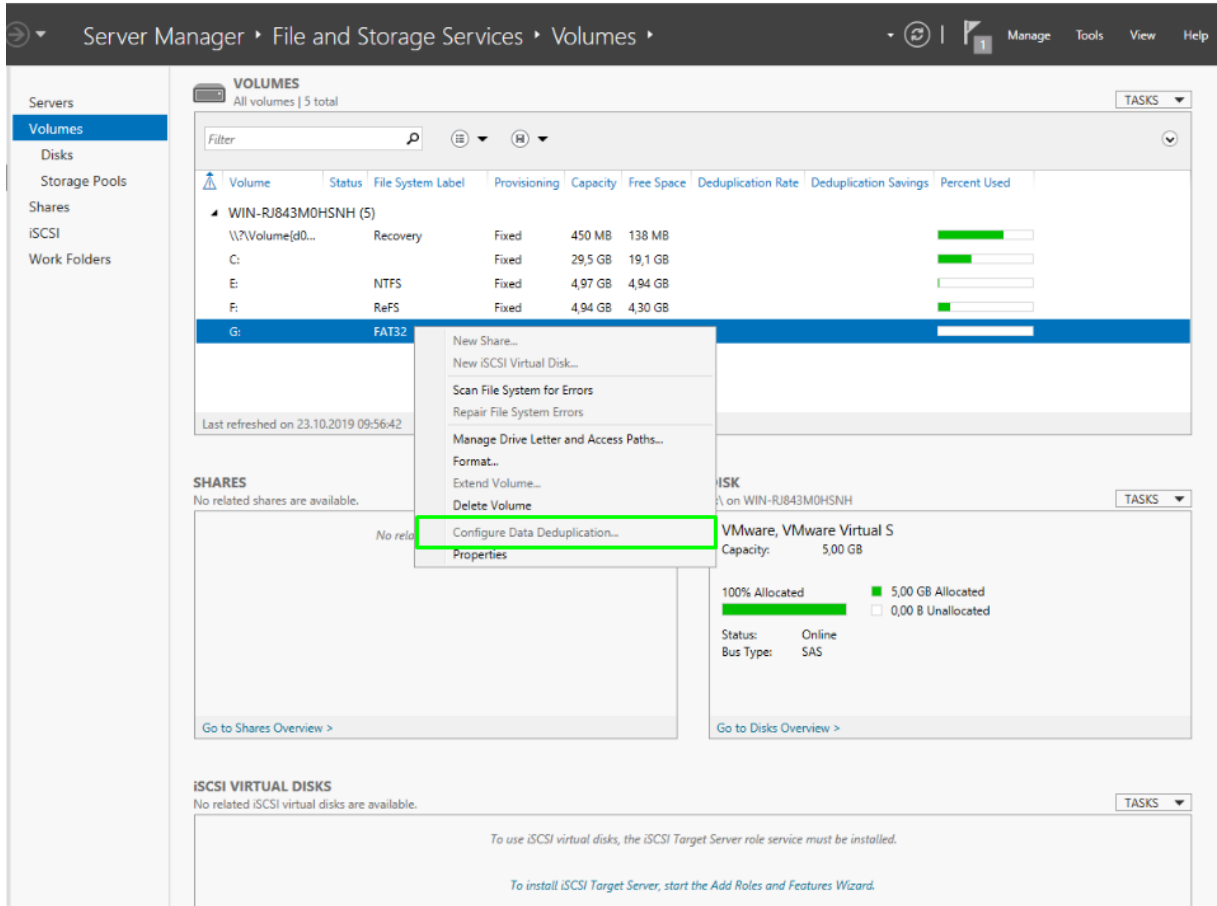 Server Manager ‣ File and Storage Services ‣ Volumes ‣
1 Manage Tools View Help
Servers
Volumes
Disks
Storage Pools
Shares
iSCSI
Work Folders
VOLUMES
All volumes | 5 total
TASKS
Filter
Volume Status File System Label Provisioning Capacity Free Space Deduplication Rate Deduplication Savings Percent Used
WIN-RJ843M0HSNH (5)
\\?\Volume{d0... Recovery Fixed 450 MB 138 MB
C: Fixed 29,5 GB 19,1 GB
E: NTFS Fixed 4,97 GB 4,94 GB
F: ReFS Fixed 4,94 GB 4,30 GB
G: FAT32
Last refreshed on 23.10.2019 09:56:42
New Share...
New iSCSI Virtual Disk...
Scan File System for Errors
Repair File System Errors
Manage Drive Letter and Access Paths...
Format...
Extend Volume...
Delete Volume
Configure Data Deduplication...
Properties
SHARES
No related shares are available.
TASKS
No rela
Go to Shares Overview >
ISK
:\ on WIN-RJ843M0HSNH
VMware, VMware Virtual S
Capacity: 5,00 GB
100% Allocated
5,00 GB Allocated
0,00 B Unallocated
Status: Online
Bus Type: SAS
Go to Disks Overview >
iSCSI VIRTUAL DISKS
No related iSCSI virtual disks are available.
TASKS
To use iSCSI virtual disks, the iSCSI Target Server role service must be installed.
To install iSCSI Target Server, start the Add Roles and Features Wizard.